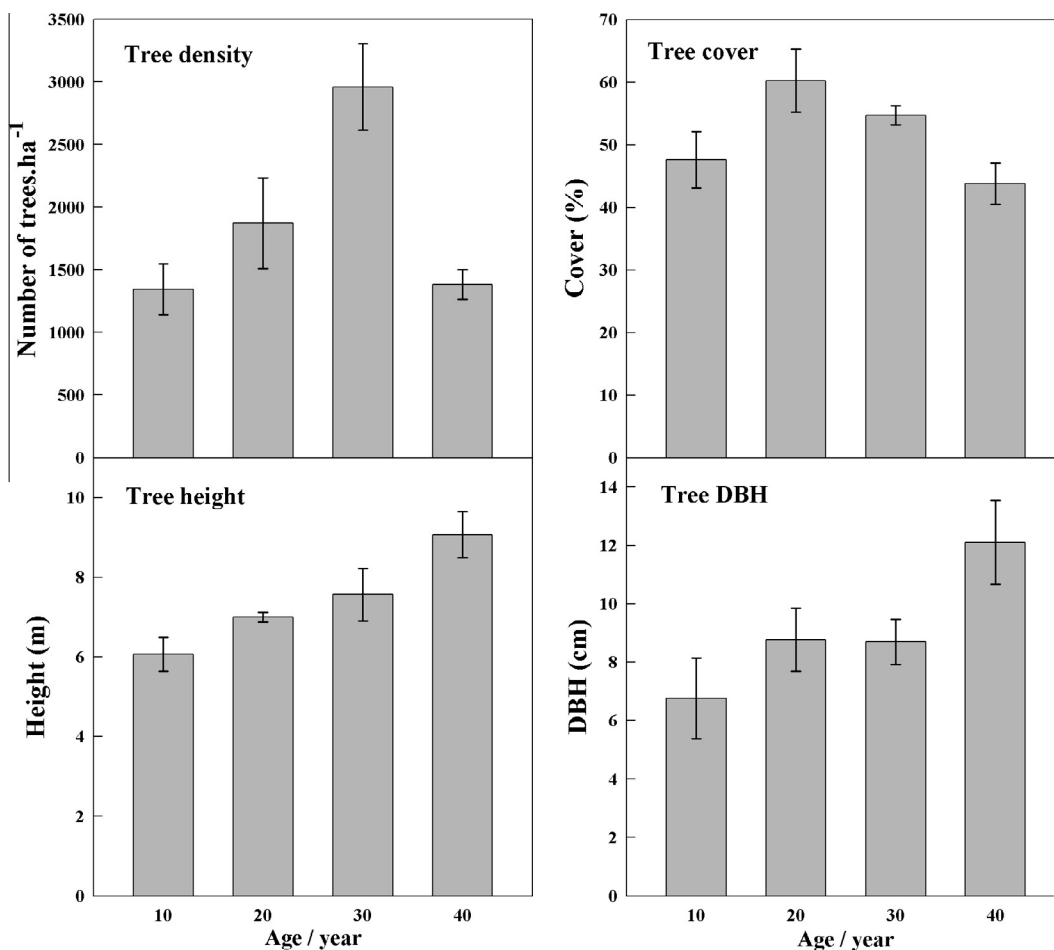 Tree density
Number of trees.ha⁻¹
3500
3000
2500
2000
1500
1000
500
0
Tree cover
Cover (%)
70
60
50
40
30
20
10
0
Tree height
Height (m)
10
8
6
4
2
0
10 20 30 40
Age / year
Tree DBH
DBH (cm)
14
12
10
8
6
4
2
0
10 20 30 40
Age / year